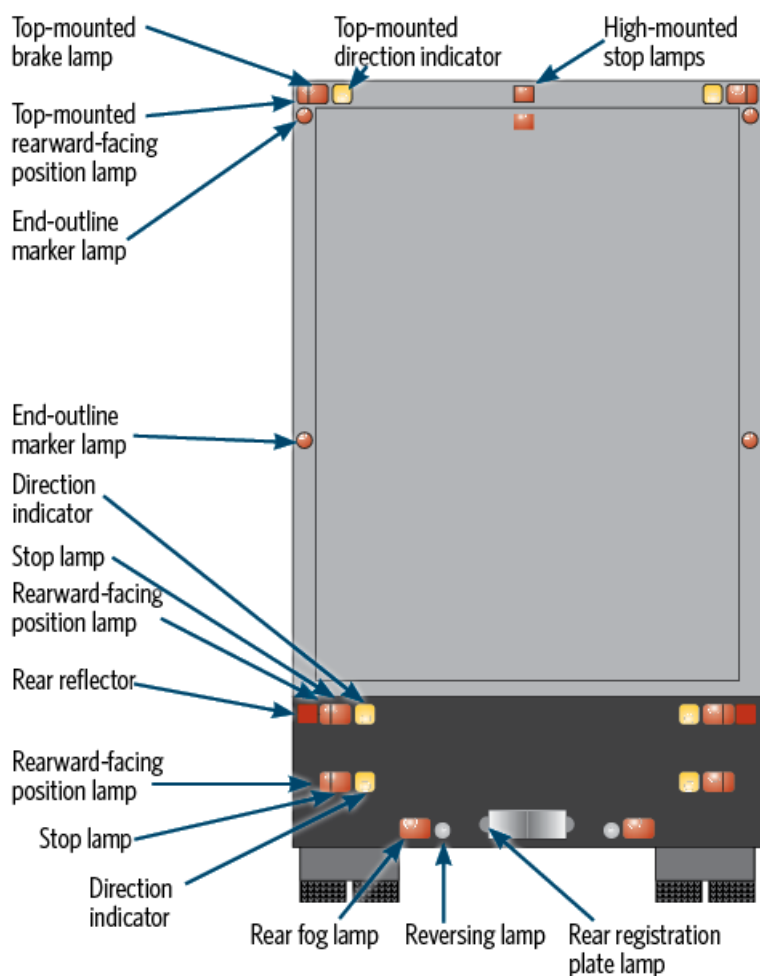 Top-mounted
brake lamp
Top-mounted
direction indicator
High-mounted
stop lamps
Top-mounted
rearward-facing
position lamp
End-outline
marker lamp
End-outline
marker lamp
Direction
indicator
Stop lamp
Rearward-facing
position lamp
Rear reflector
Rearward-facing
position lamp
Stop lamp
Direction
indicator
Rear fog lamp
Reversing lamp
Rear registration
plate lamp